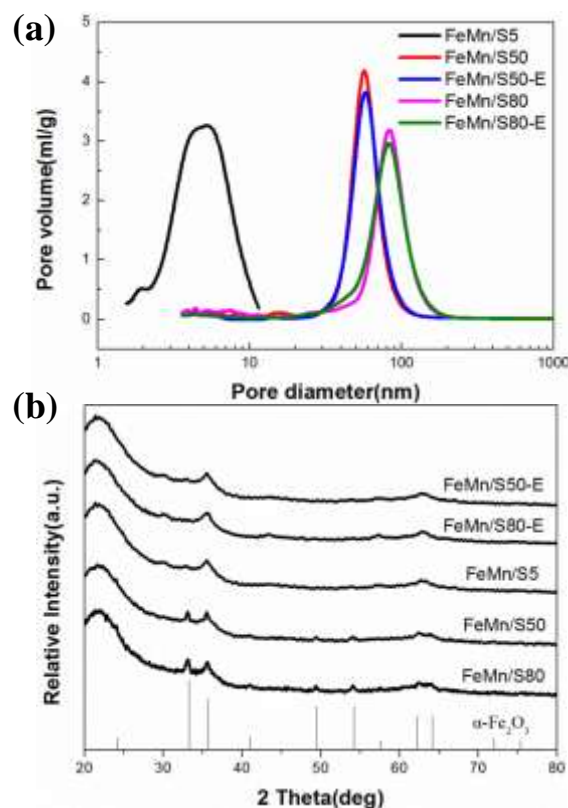 (a)
5
4
3
2
1
0
Pore volume(ml/g)
FeMn/S5
FeMn/S50
FeMn/S50-E
FeMn/S80
FeMn/S80-E
1 10 100 1000
Pore diameter(nm)
(b)
Relative Intensity(a.u.)
FeMn/S50-E
FeMn/S80-E
FeMn/S5
FeMn/S50
FeMn/S80
α-Fe₂O₃
20 30 40 50 60 70 80
2 Theta(deg)